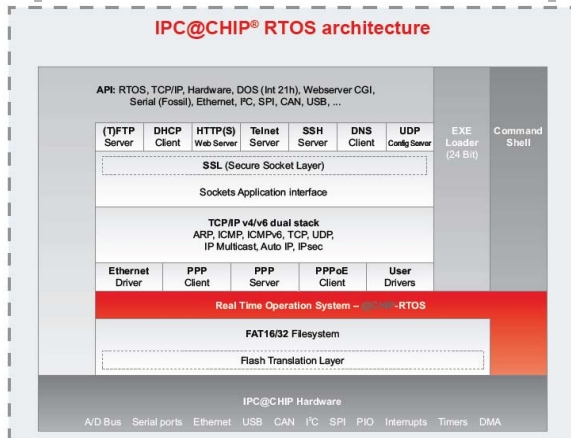 IPC@CHIP® RTOS architecture
API: RTOS, TCP/IP, Hardware, DOS (Int 21h), Webserver CGI,
Serial (Fossil), Ethernet, I²C, SPI, CAN, USB, ...
(T)FTP Server
DHCP Client
HTTP(S) Web Server
Telnet Server
SSH Server
DNS Client
UDP Config Server
EXE Loader (24 Bit)
Command Shell
SSL (Secure Socket Layer)
Sockets Application interface
TCP/IP v4/v6 dual stack
ARP, ICMP, ICMPv6, TCP, UDP,
IP Multicast, Auto IP, IPsec
Ethernet Driver
PPP Client
PPP Server
PPPoE Client
User Drivers
Real Time Operation System – @CHIP-RTOS
FAT16/32 Filesystem
Flash Translation Layer
IPC@CHIP Hardware
A/D Bus Serial ports Ethernet USB CAN I²C SPI PIO Interrupts Timers DMA